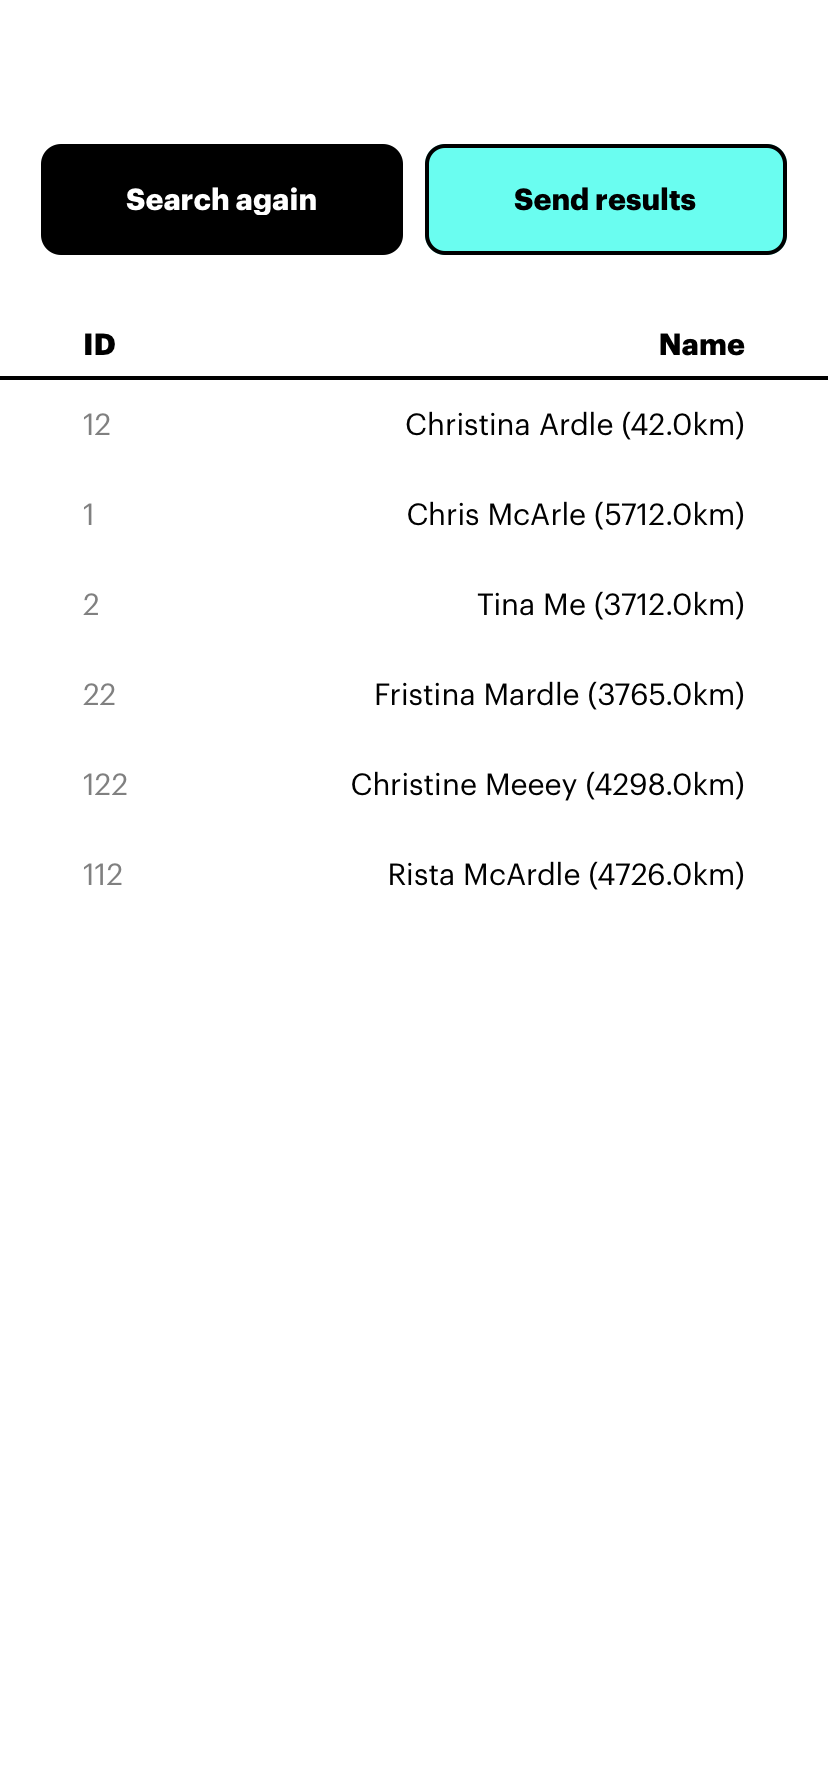 Search again Send results
ID Name
12 Christina Ardle (42.0km)
1 Chris McArle (5712.0km)
2 Tina Me (3712.0km)
22 Fristina Mardle (3765.0km)
122 Christine Meeey (4298.0km)
112 Rista McArdle (4726.0km)